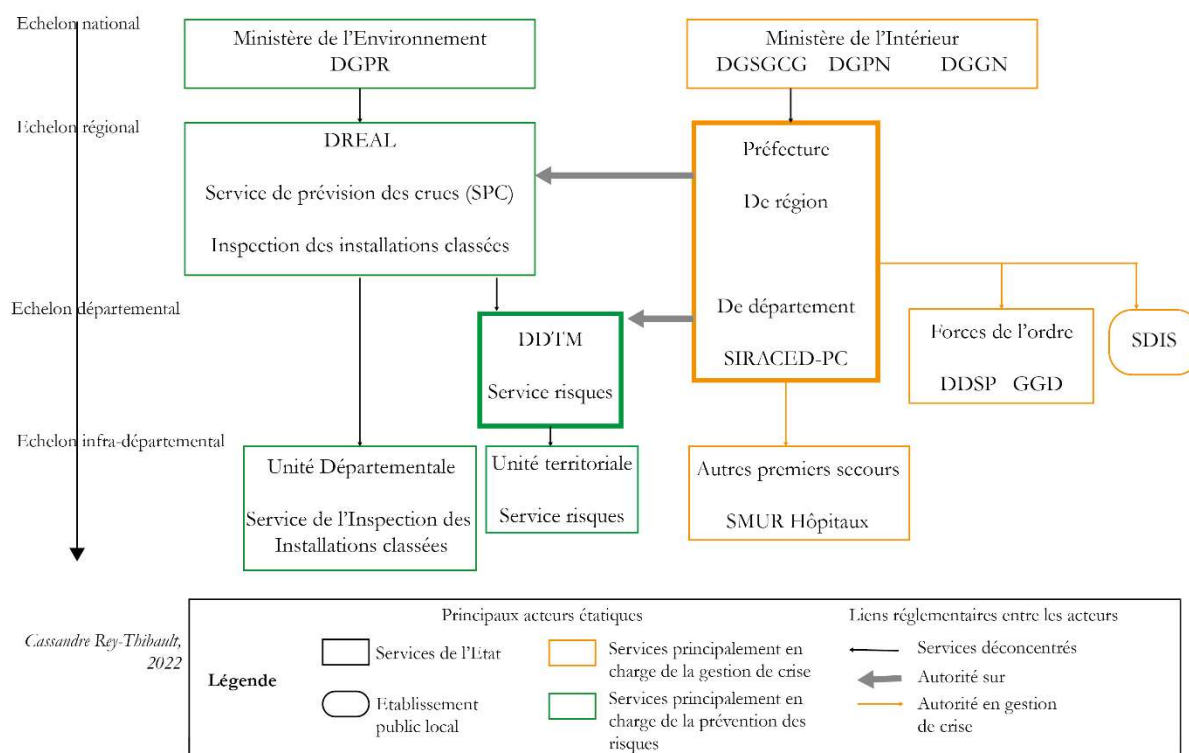 Echelon national
Ministère de l'Environnement
DGPR
Ministère de l'Intérieur
DGSGCG DGPN DGGN
Echelon régional
DREAL
Service de prévision des crues (SPC)
Inspection des installations classées
Préfecture
De région
De département
SIRACED-PC
Echelon départemental
DDTM
Service risques
Forces de l'ordre
DDSP GGD
SDIS
Echelon infra-départemental
Unité Départementale
Service de l'Inspection des
Installations classées
Unité territoriale
Service risques
Autres premiers secours
SMUR Hôpitaux
Cassandre Rey-Thibault,
2022
Légende
Principaux acteurs étatiques
Services de l'Etat
Etablissement
public local
Services principalement en
charge de la gestion de crise
Services principalement en
charge de la prévention des
risques
Liens réglementaires entre les acteurs
Services déconcentrés
Autorité sur
Autorité en gestion
de crise